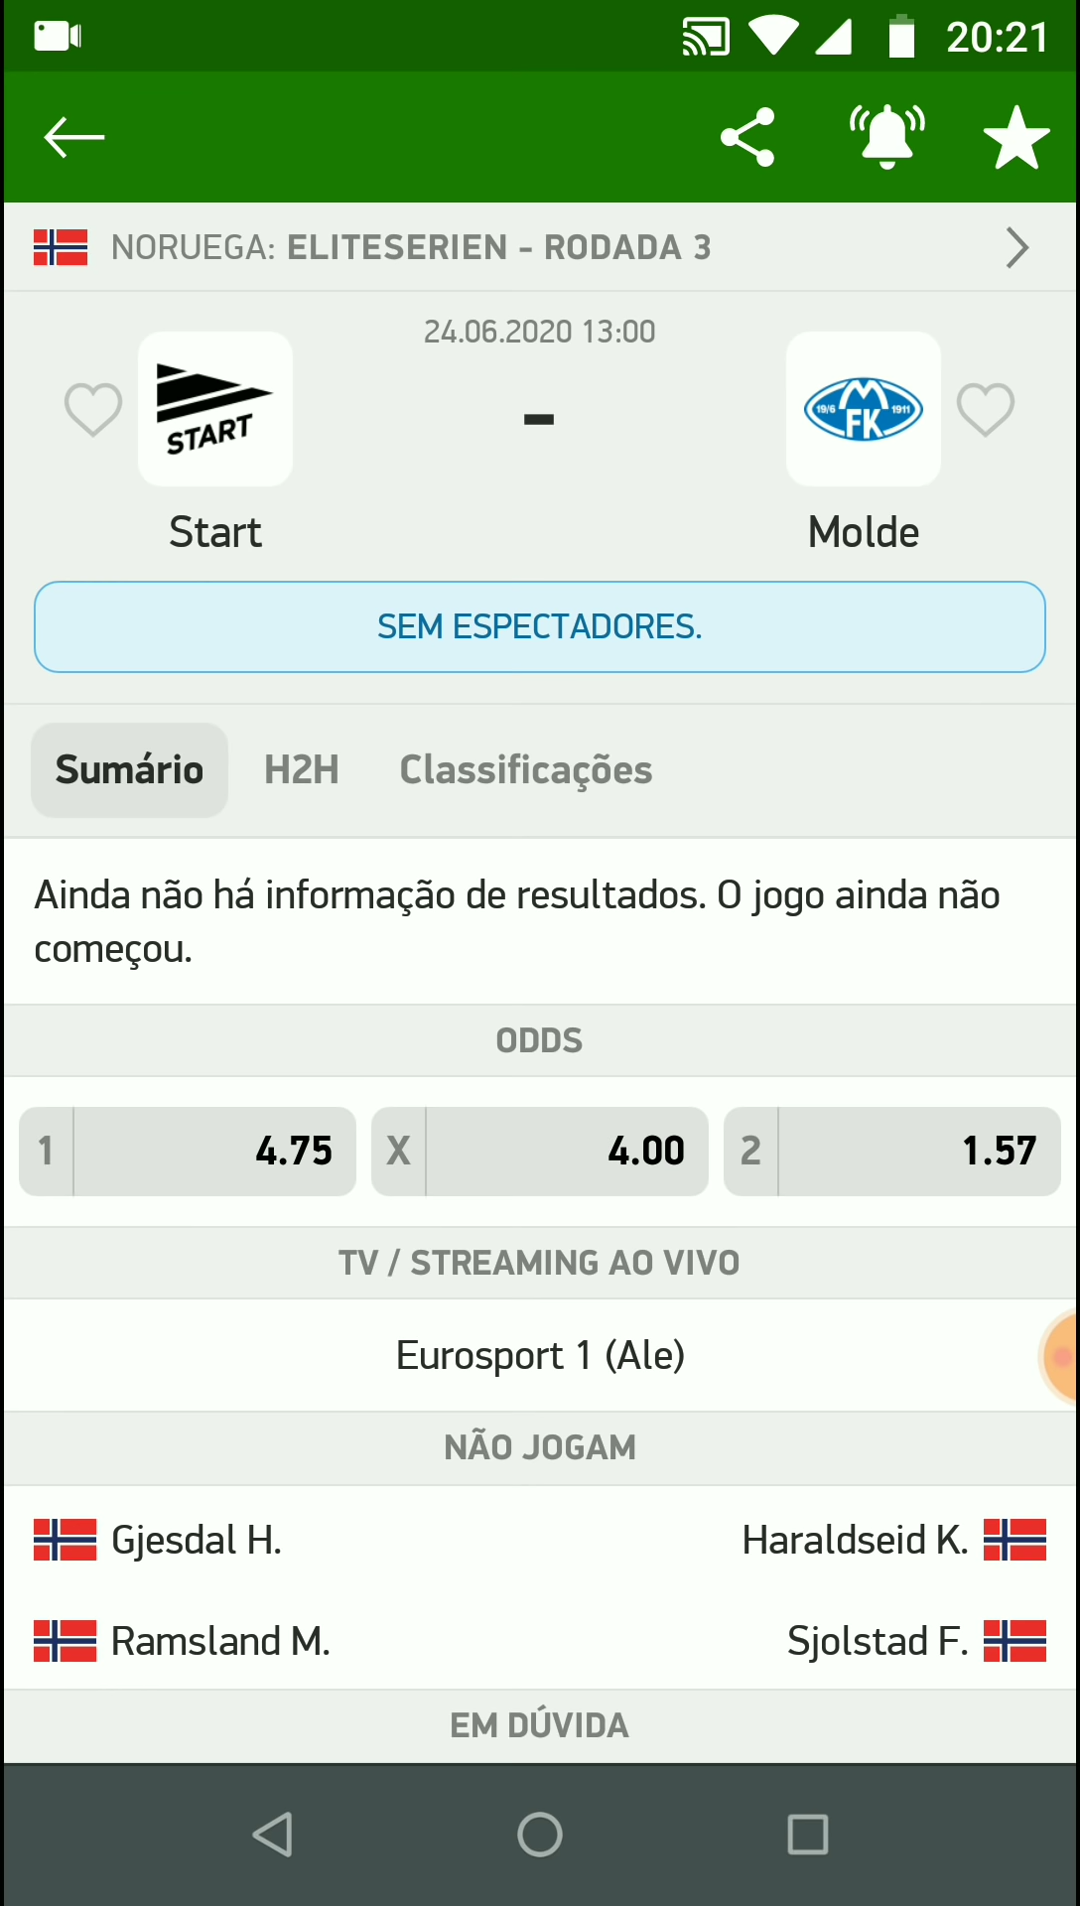 20:21
NORUEGA: ELITESERIEN - RODADA 3
24.06.2020 13:00
START
-
19/6 M FK 1911
Start
Molde
SEM ESPECTADORES.
Sumário H2H Classificações
Ainda não há informação de resultados. O jogo ainda não
começou.
ODDS
1 4.75 X 4.00 2 1.57
TV / STREAMING AO VIVO
Eurosport 1 (Ale)
NÃO JOGAM
Gjesdal H. Haraldseid K.
Ramsland M. Sjolstad F.
EM DÚVIDA